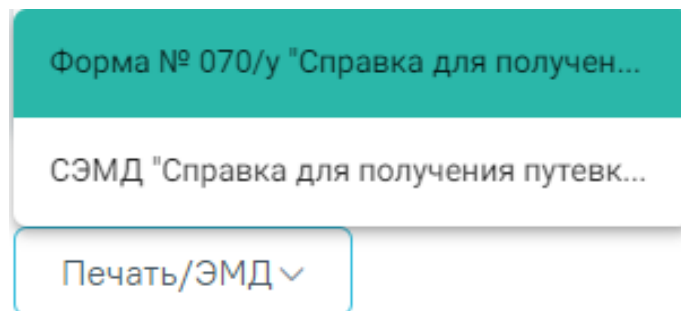 Форма № 070/у "Справка для получен...
СЭМД "Справка для получения путевк...
Печать/ЭМД